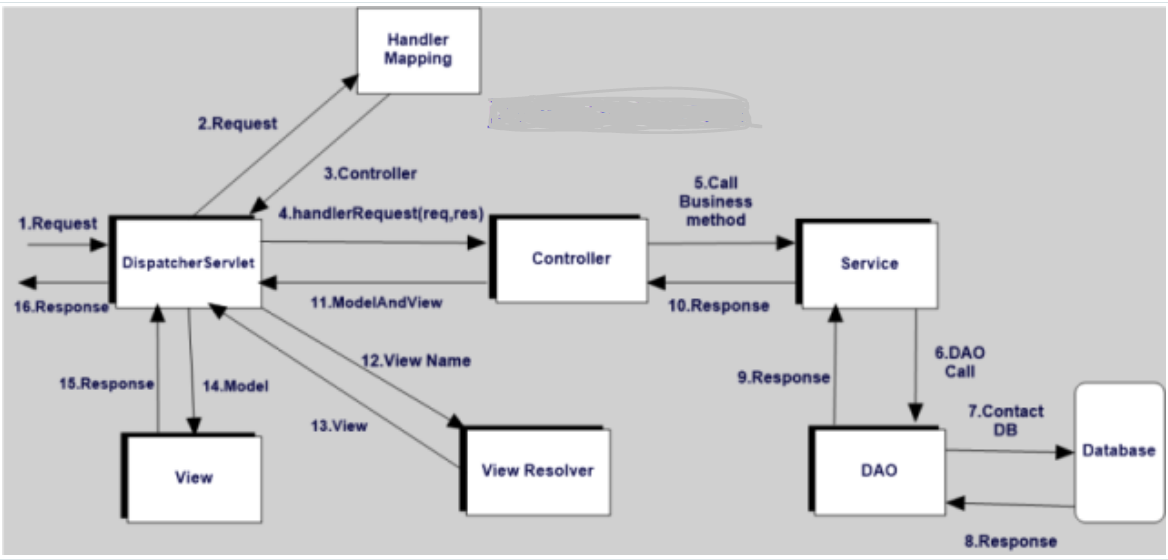 Handler
Mapping
2.Request
3.Controller
1.Request
4.handlerRequest(req,res)
5.Call
Business
method
DispatcherServlet
Controller
Service
16.Response
11.ModelAndView
10.Response
15.Response
14.Model
12.View Name
13.View
9.Response
6.DAO
Call
7.Contact
DB
View
View Resolver
DAO
Database
8.Response